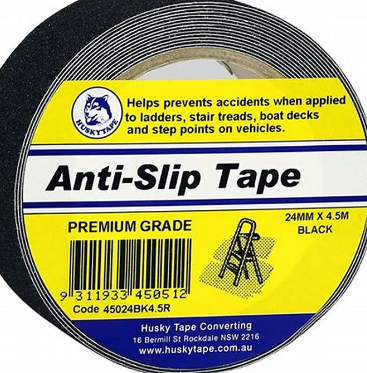 HUSKYTAPE
Helps prevents accidents when applied
to ladders, stair treads, boat decks
and step points on vehicles.
Anti-Slip Tape
24MM X 4.5M
BLACK
PREMIUM GRADE
9 311933 450512
Code 45024BK4.5R
Husky Tape Converting
16 Bermill St Rockdale NSW 2216
www.huskytape.com.au